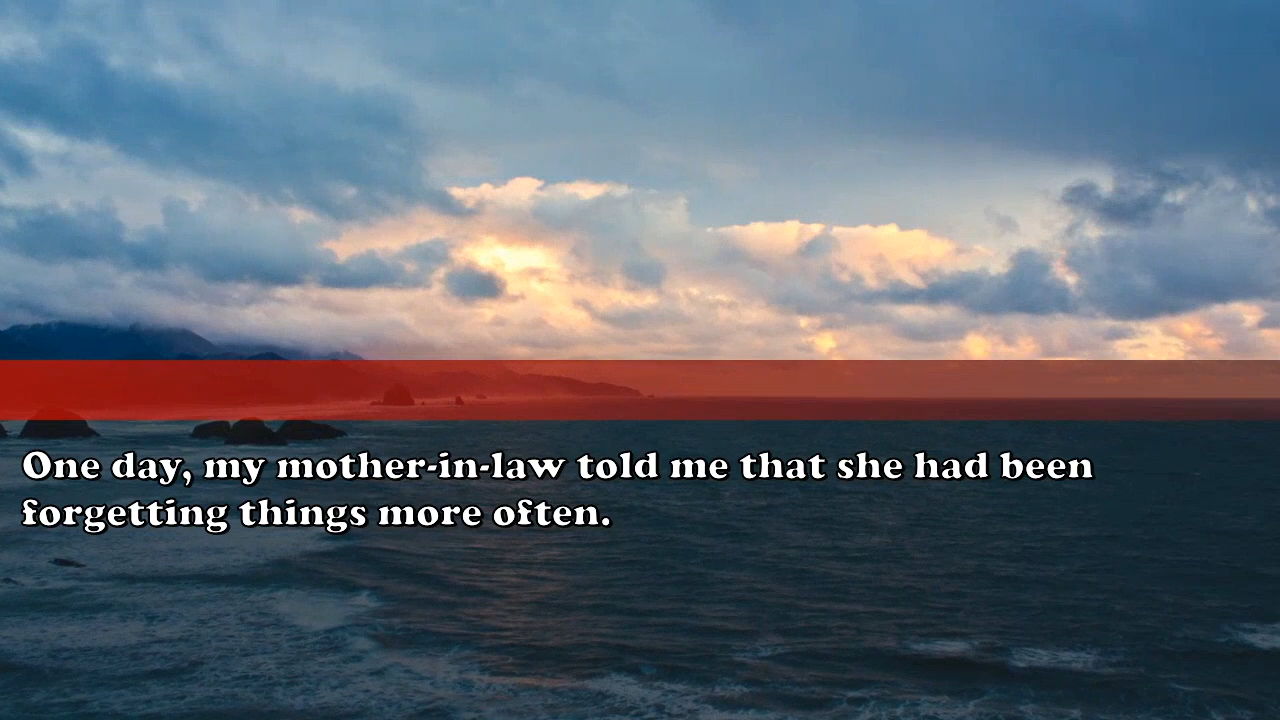 One day, my mother-in-law told me that she had been
forgetting things more often.